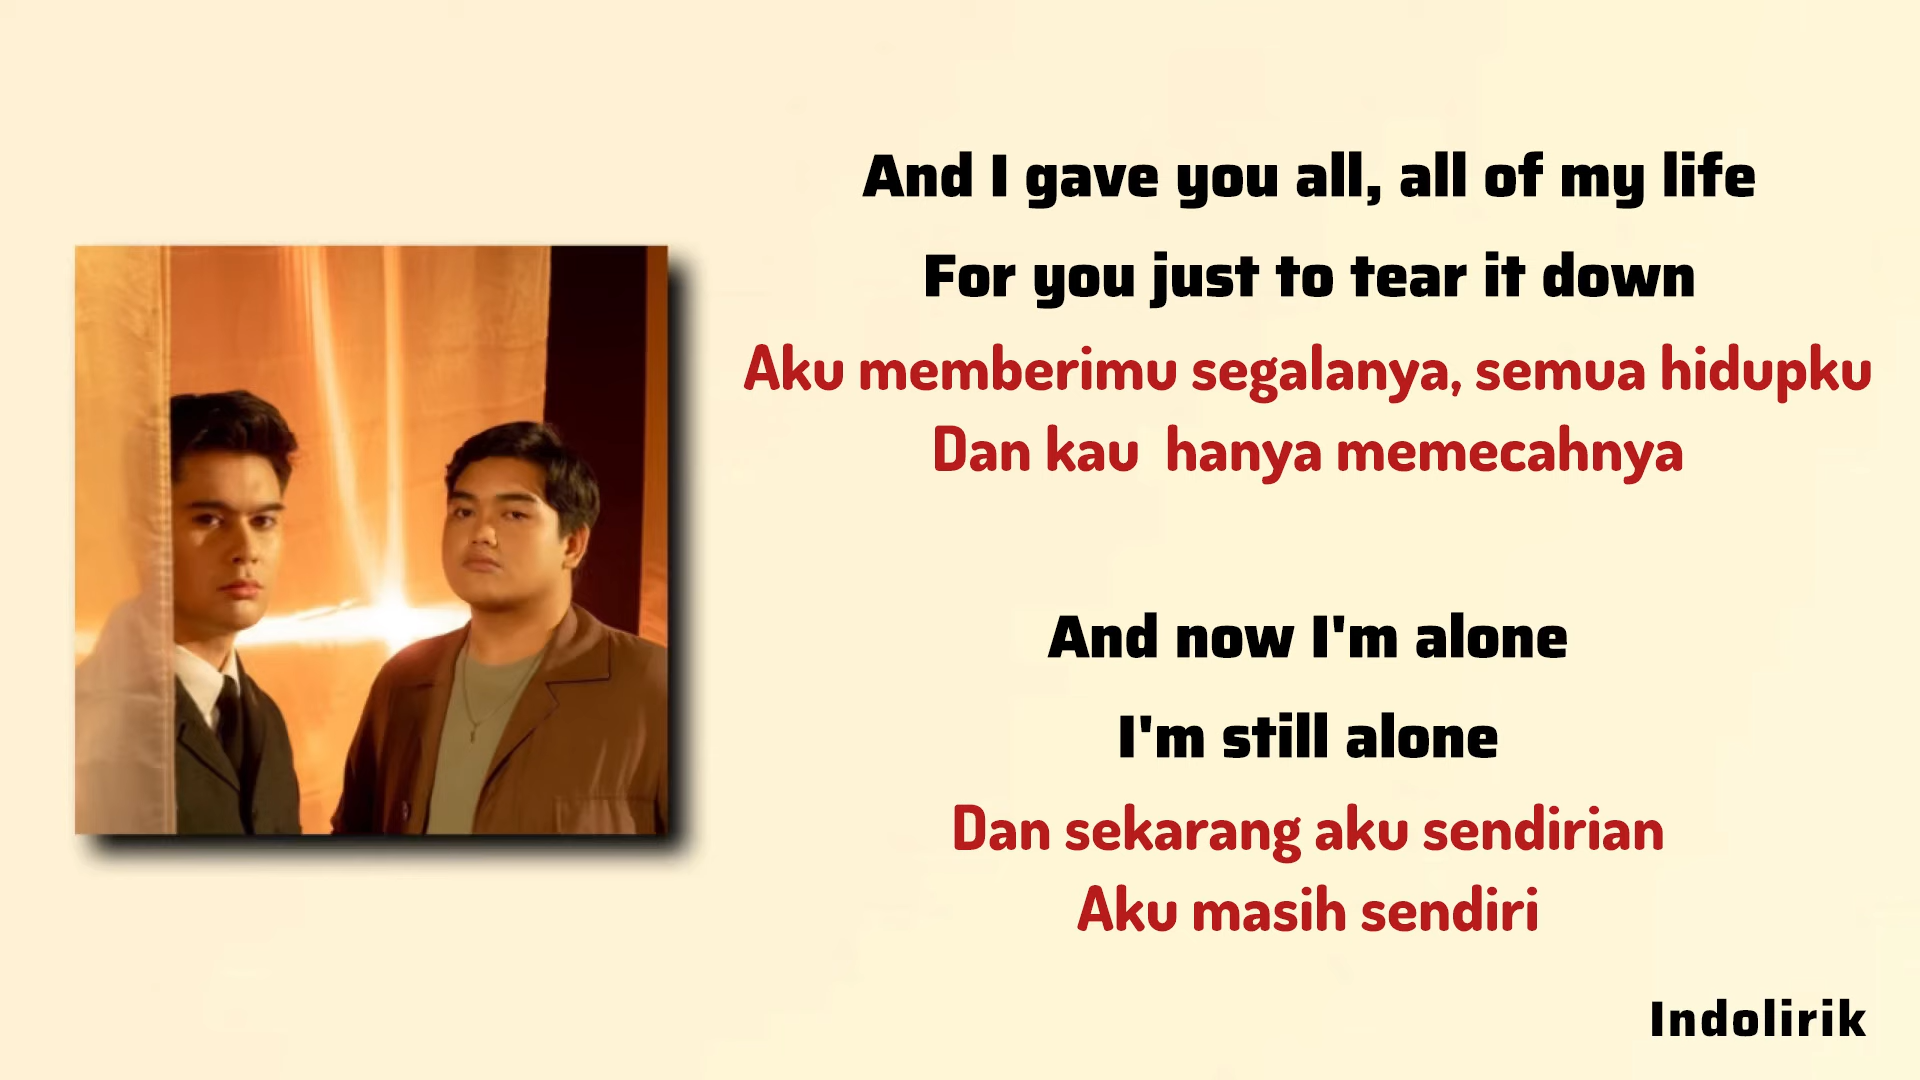 And I gave you all, all of my life
For you just to tear it down
Aku memberimu segalanya, semua hidupku
Dan kau  hanya memecahnya
And now I'm alone
I'm still alone
Dan sekarang aku sendirian
Aku masih sendiri
Indolirik